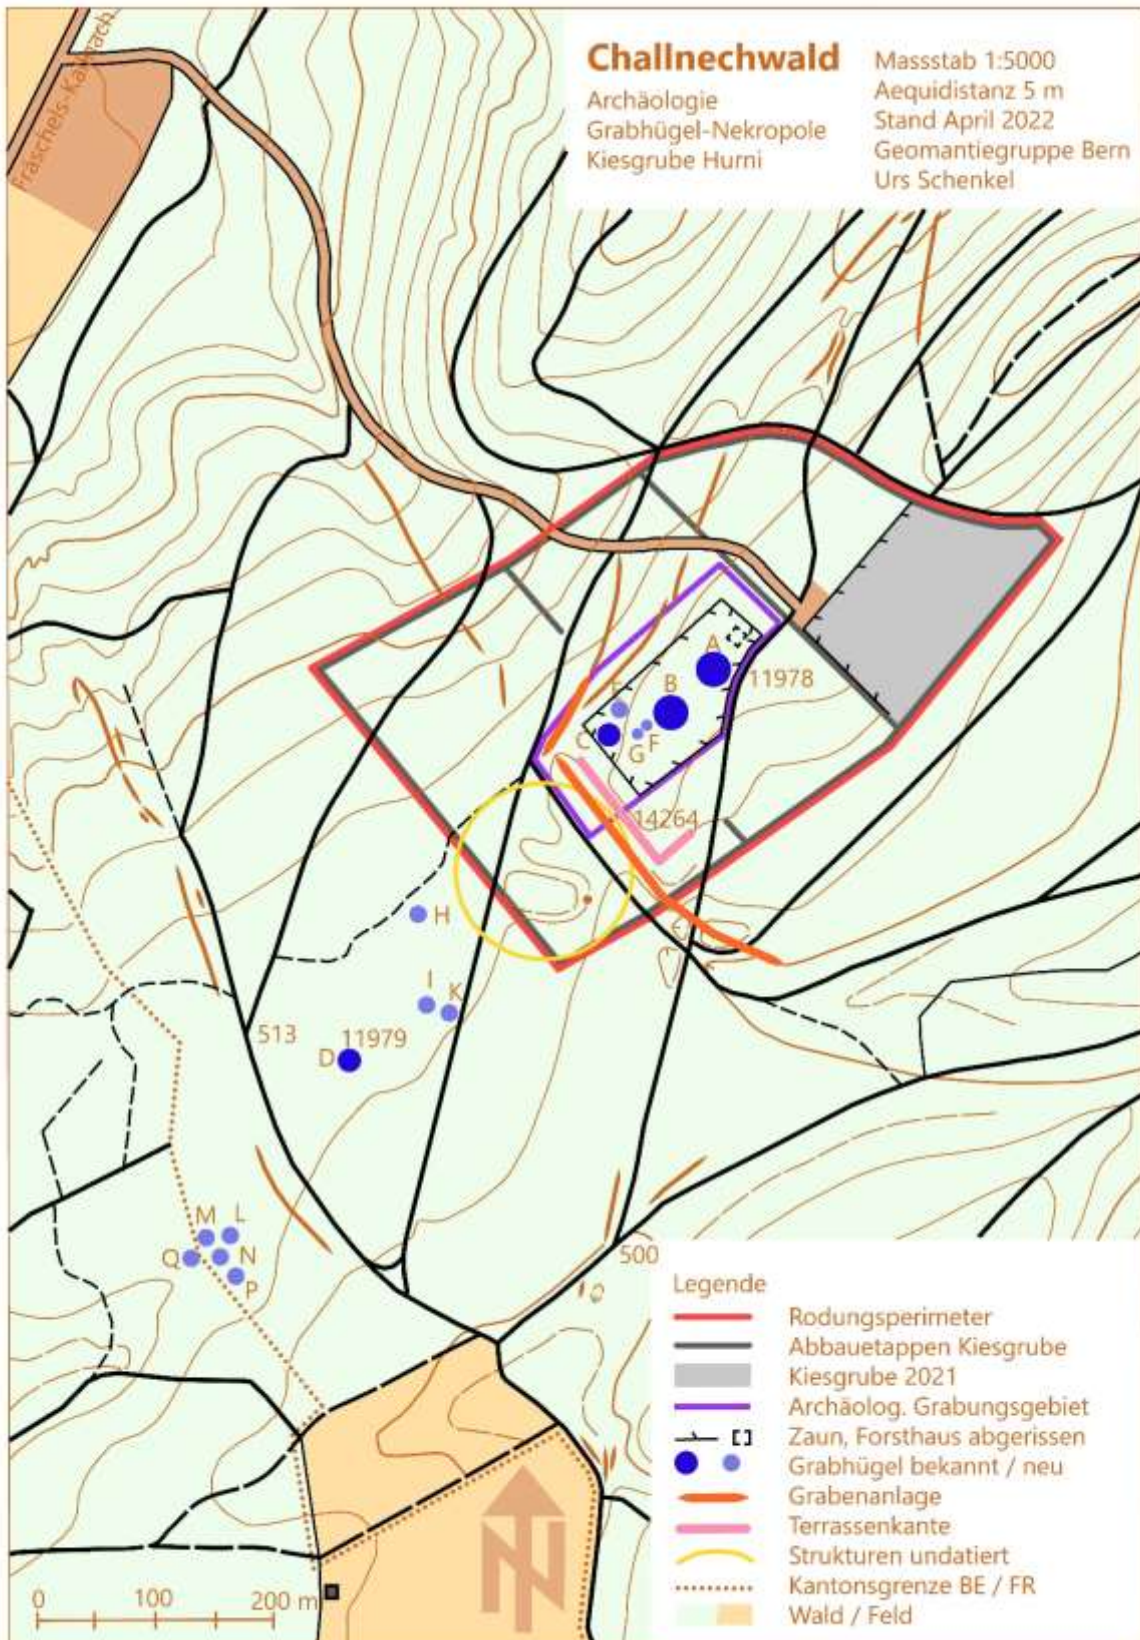 Challnechwald
Archäologie
Grabhügel-Nekropole
Kiesgrube Hurni
Massstab 1:5000
Aequidistanz 5 m
Stand April 2022
Geomantiegruppe Bern
Urs Schenkel
Fräschels-Kallnach
A
11978
B
E
C
F
G
14264
H
I
K
513
11979
D
M
L
Q
N
P
500
Legende
Rodungsperimeter
Abbauetappen Kiesgrube
Kiesgrube 2021
Archäolog. Grabungsgebiet
Zaun, Forsthaus abgerissen
Grabhügel bekannt / neu
Grabenanlage
Terrassenkante
Strukturen undatiert
Kantonsgrenze BE / FR
Wald / Feld
0 100 200 m
N